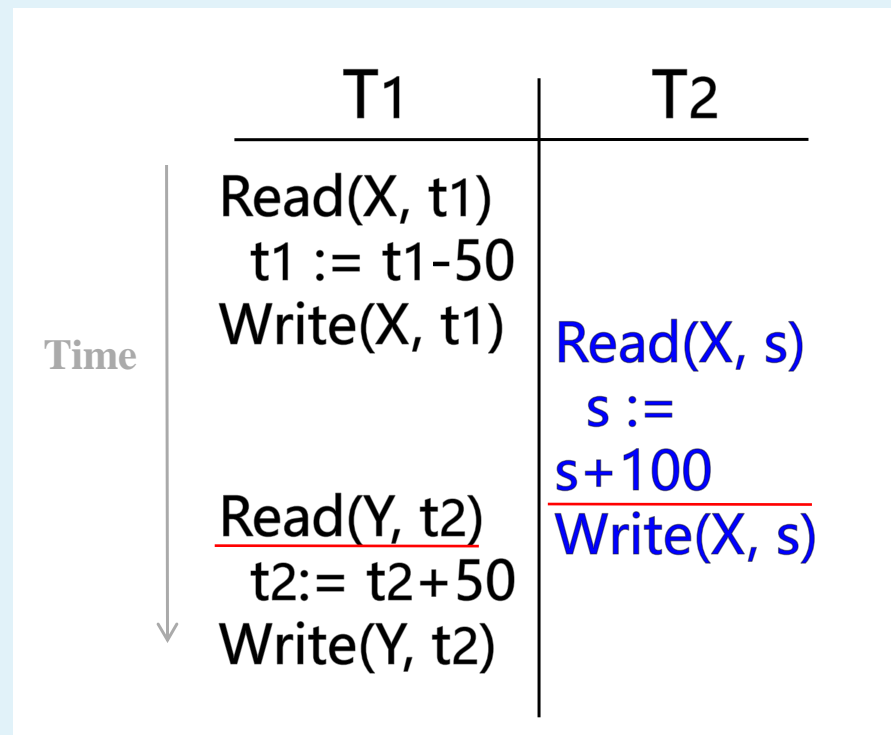 T1
T2
Time
Read(X, t1)
t1 := t1-50
Write(X, t1)
Read(Y, t2)
t2:= t2+50
Write(Y, t2)
Read(X, s)
s :=
s+100
Write(X, s)